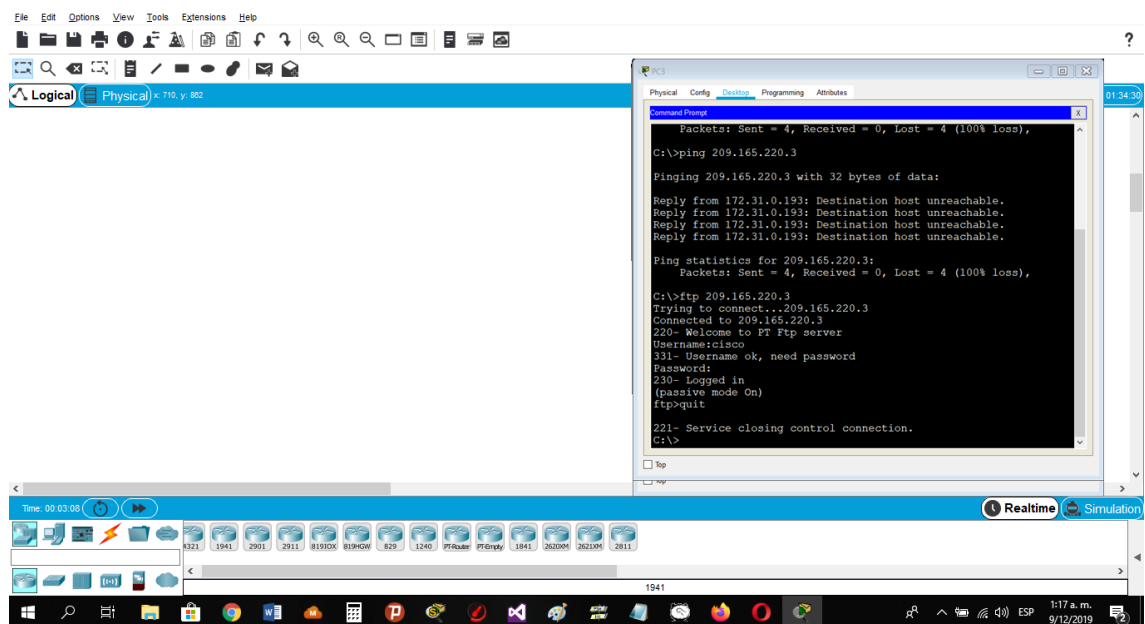 File Edit Options View Tools Extensions Help
?
Logical Physical x: 710, y: 882
01:34:30
PC3
Physical Config Desktop Programming Attributes
Command Prompt X
Packets: Sent = 4, Received = 0, Lost = 4 (100% loss),
C:\>ping 209.165.220.3
Pinging 209.165.220.3 with 32 bytes of data:
Reply from 172.31.0.193: Destination host unreachable.
Reply from 172.31.0.193: Destination host unreachable.
Reply from 172.31.0.193: Destination host unreachable.
Reply from 172.31.0.193: Destination host unreachable.
Ping statistics for 209.165.220.3:
Packets: Sent = 4, Received = 0, Lost = 4 (100% loss),
C:\>ftp 209.165.220.3
Trying to connect...209.165.220.3
Connected to 209.165.220.3
220- Welcome to PT Ftp server
Username:cisco
331- Username ok, need password
Password:
230- Logged in
(passive mode On)
ftp>quit
221- Service closing control connection.
C:\>
Top
Time: 00:03:08
Realtime Simulation
4321 1941 2901 2911 819IOX 819HGW 829 1240 PT-Router PT-Empty 1841 2620XM 2621XM 2811
1941
ESP
1:17 a. m.
9/12/2019
2